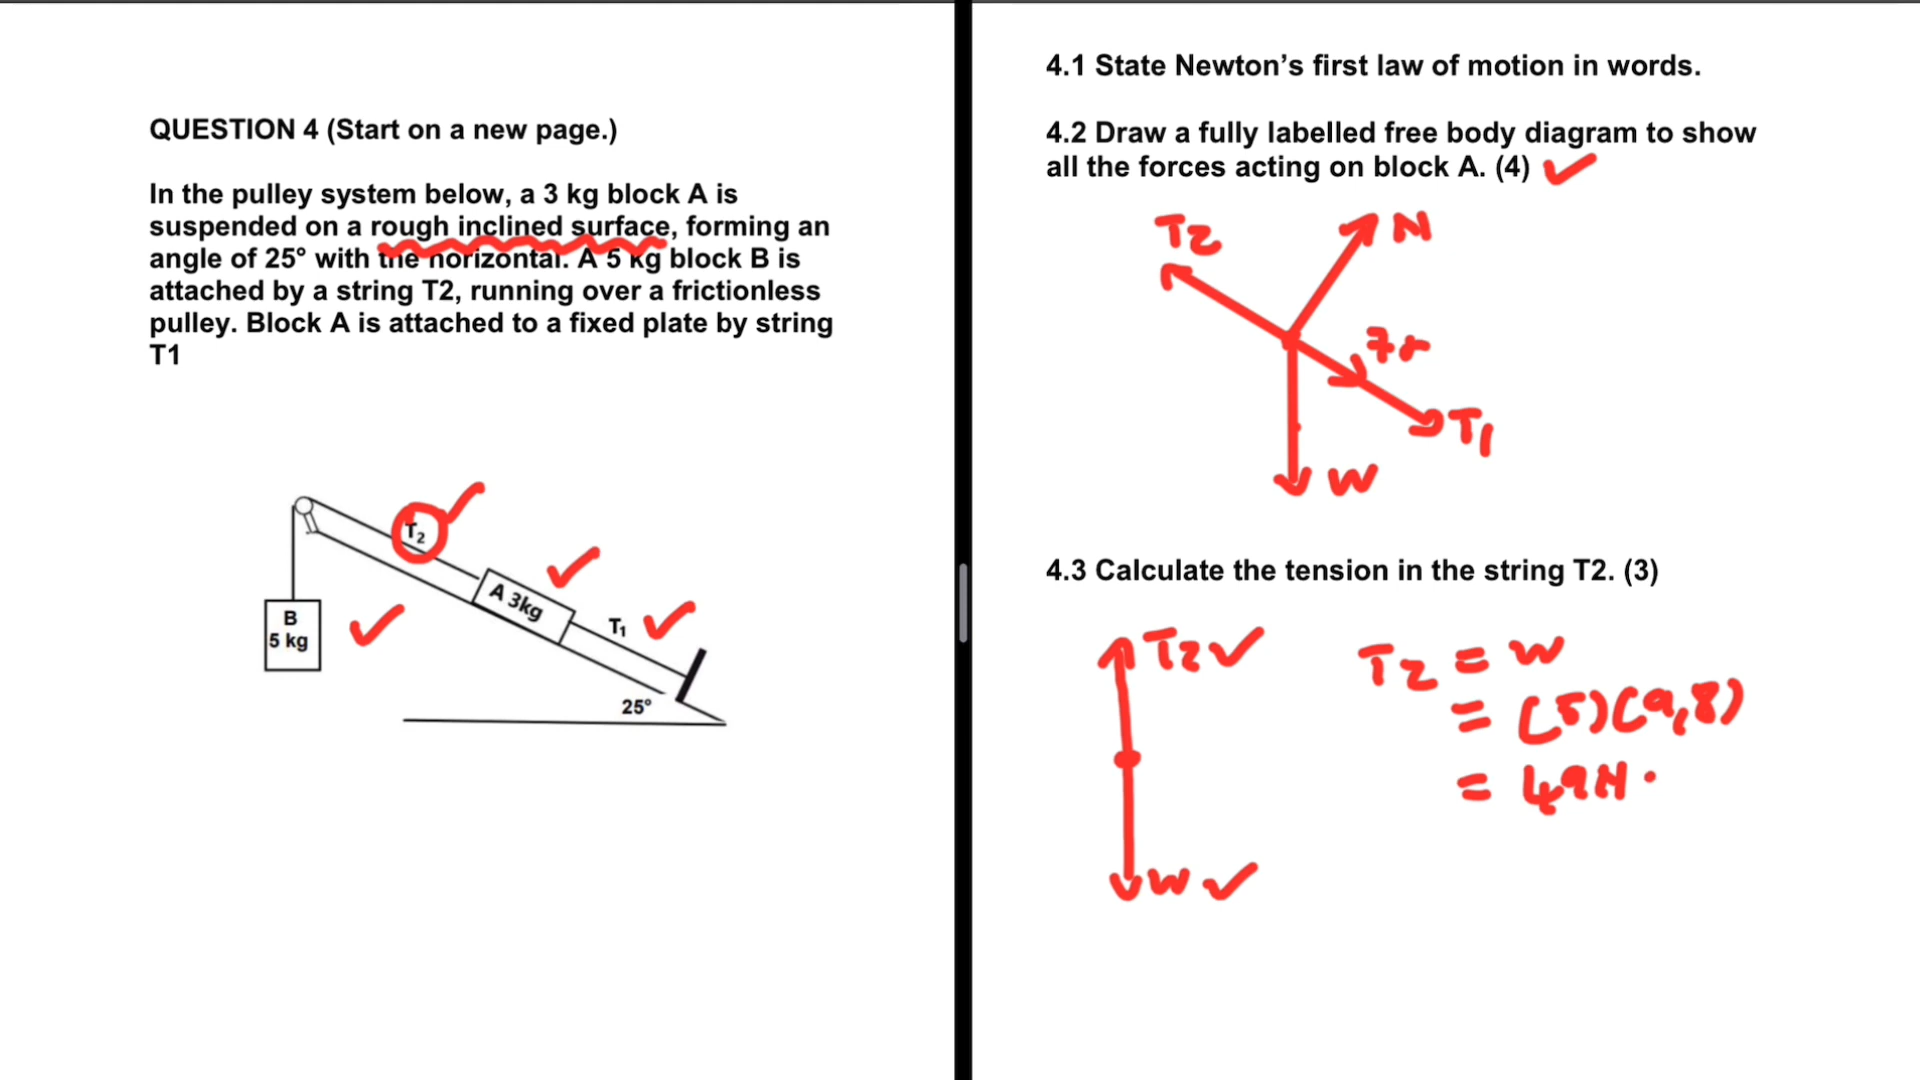 QUESTION 4 (Start on a new page.)
In the pulley system below, a 3 kg block A is
suspended on a rough inclined surface, forming an
angle of 25° with the horizontal. A 5 kg block B is
attached by a string T2, running over a frictionless
pulley. Block A is attached to a fixed plate by string
T1
T₂
A 3kg
B
5 kg
T₁
25°
4.1 State Newton’s first law of motion in words.
4.2 Draw a fully labelled free body diagram to show
all the forces acting on block A. (4)
T2
N
W
T1
4.3 Calculate the tension in the string T2. (3)
T2
W
T2 = W
= (5)(9,8)
= 49N.